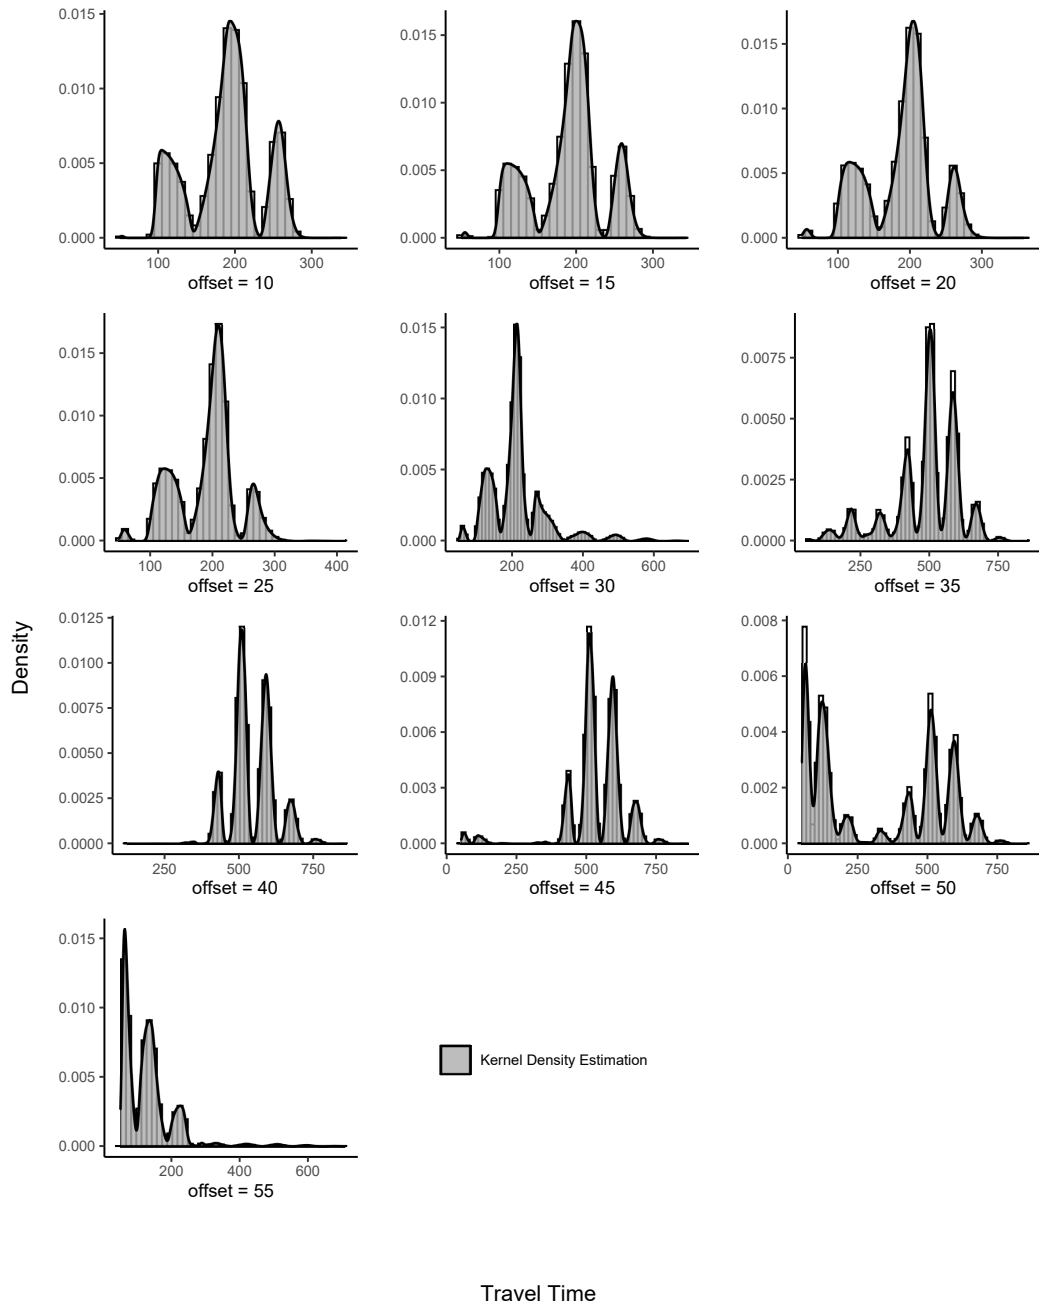 0.015
0.010
0.005
0.000
100 200 300
offset = 10
0.015
0.010
0.005
0.000
100 200 300
offset = 15
0.015
0.010
0.005
0.000
100 200 300
offset = 20
0.015
0.010
0.005
0.000
100 200 300 400
offset = 25
0.015
0.010
0.005
0.000
200 400 600
offset = 30
0.0075
0.0050
0.0025
0.0000
250 500 750
offset = 35
Density
0.0125
0.0100
0.0075
0.0050
0.0025
0.0000
250 500 750
offset = 40
0.012
0.009
0.006
0.003
0.000
0 250 500 750
offset = 45
0.008
0.006
0.004
0.002
0.000
0 250 500 750
offset = 50
0.015
0.010
0.005
0.000
200 400 600
offset = 55
Kernel Density Estimation
Travel Time